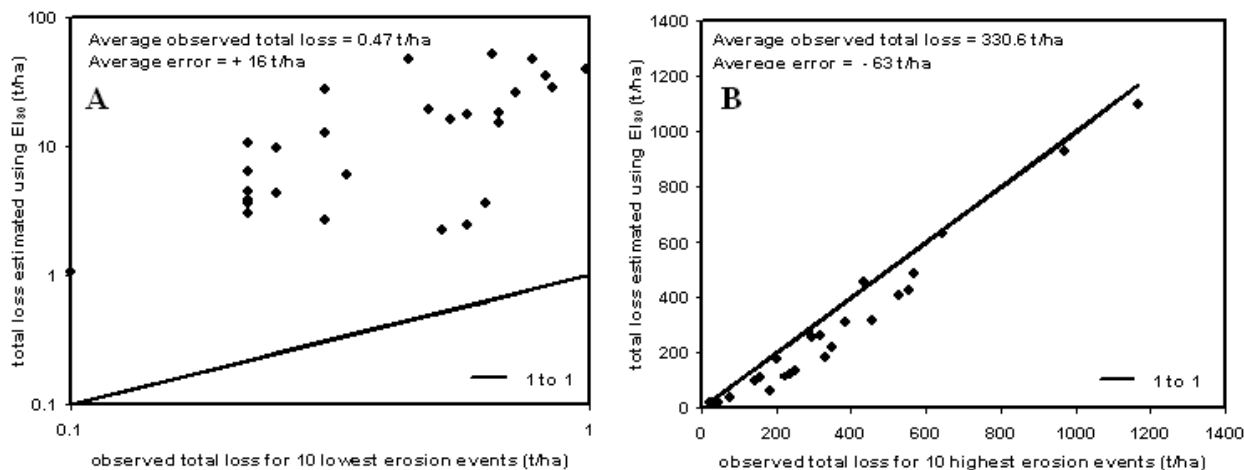 Average observed total loss = 0.47 t/ha
Average error = + 16 t/ha
A
100
10
1
0.1
total loss estimated using EI₃₀ (t/ha)
1 to 1
0.1
1
observed total loss for 10 lowest erosion events (t/ha)
Average observed total loss = 330.6 t/ha
Averege error = - 63 t/ha
B
1400
1200
1000
800
600
400
200
0
total loss estimated using EI₃₀ (t/ha)
1 to 1
0 200 400 600 800 1000 1200 1400
observed total loss for 10 highest erosion events (t/ha)